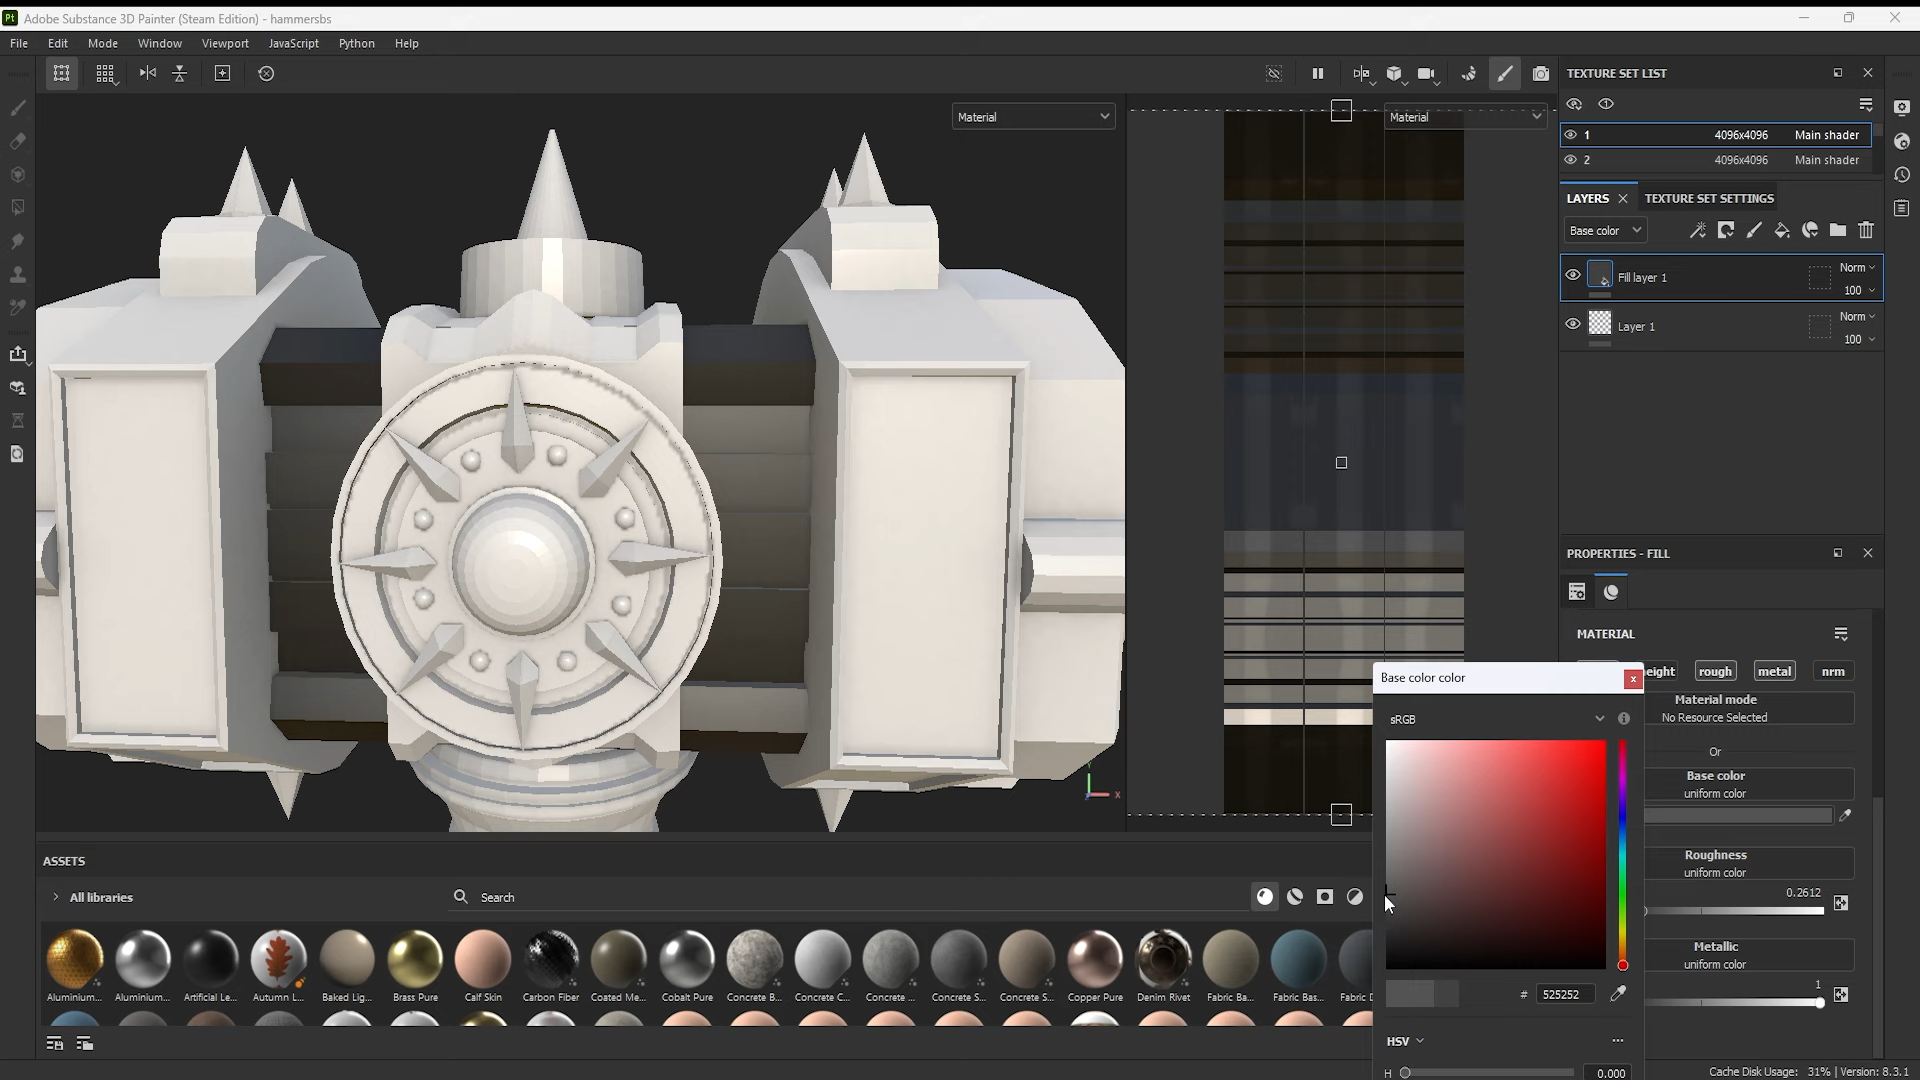 Pt Adobe Substance 3D Painter (Steam Edition) - hammersbs
File Edit Mode Window Viewport JavaScript Python Help
Material
Material
TEXTURE SET LIST
1 4096x4096 Main shader
2 4096x4096 Main shader
LAYERS TEXTURE SET SETTINGS
Base color
Fill layer 1 Norm
100
Layer 1 Norm
100
PROPERTIES - FILL
MATERIAL
eight rough metal nrm
Material mode
No Resource Selected
Or
Base color
uniform color
Roughness
uniform color
0.2612
Metallic
uniform color
1
Base color color
x
sRGB
# 525252
HSV
H 0.000
Y
X
ASSETS
All libraries
Search
Aluminium... Aluminium... Artificial Le... Autumn L... Baked Lig... Brass Pure Calf Skin Carbon Fiber Coated Me... Cobalt Pure Concrete B... Concrete C... Concrete ... Concrete S... Concrete S... Copper Pure Denim Rivet Fabric Ba... Fabric Bas... Fabric D
Cache Disk Usage: 31% | Version: 8.3.1